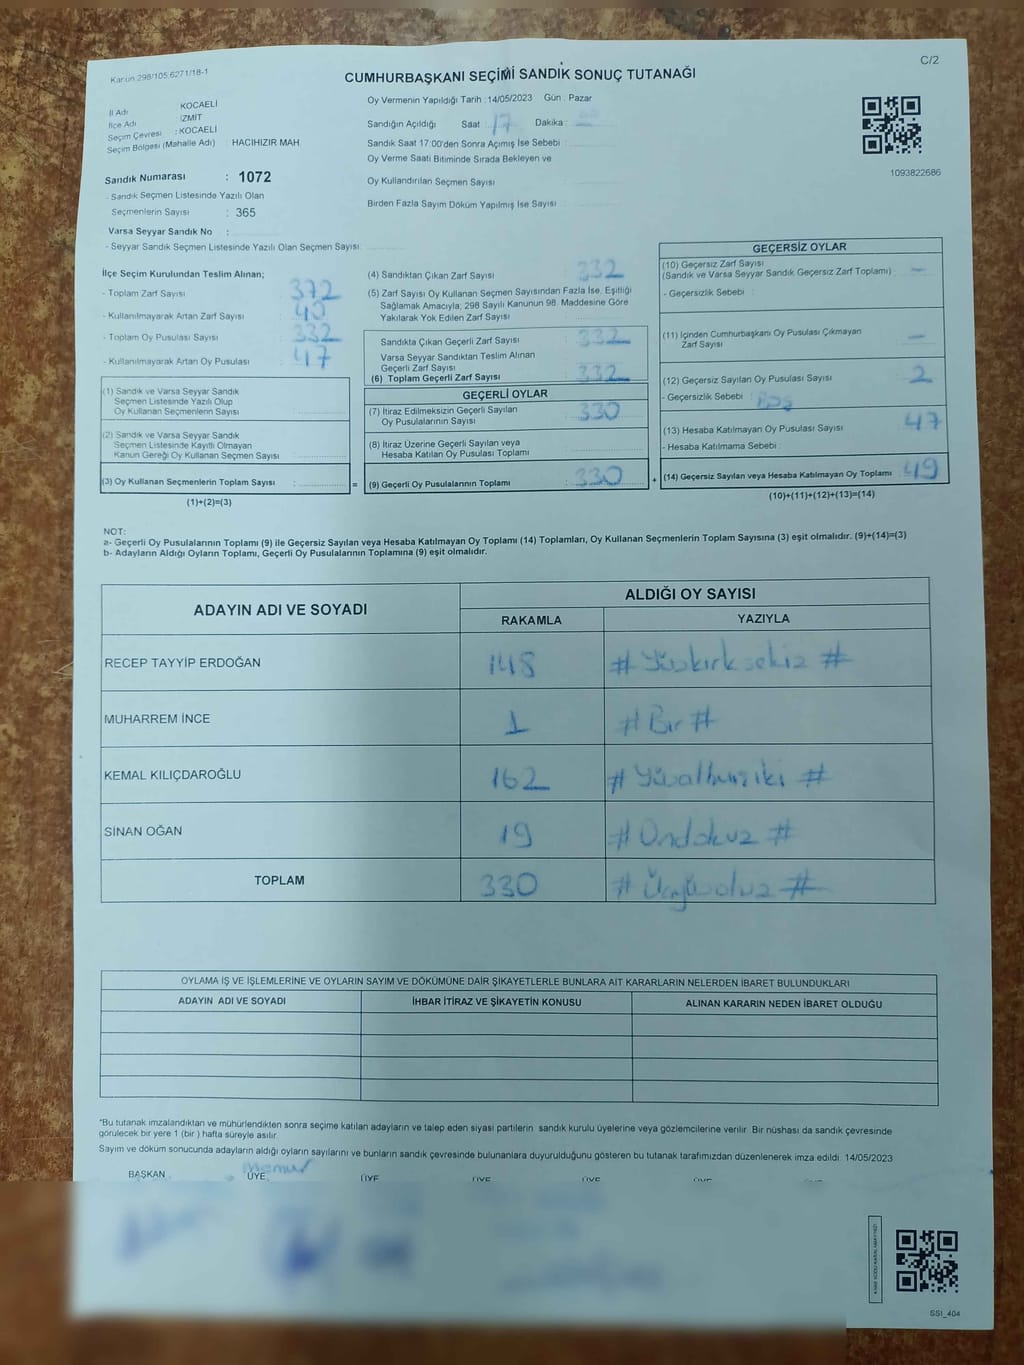 Kanun 298/105,6271/18-1
C/2
CUMHURBAŞKANI SEÇİMİ SANDIK SONUÇ TUTANAĞI
İl Adı KOCAELİ
İlçe Adı İZMİT
Seçim Çevresi : KOCAELİ
Seçim Bölgesi (Mahalle Adı) : HACIHIZIR MAH.
Sandık Numarası : 1072
- Sandık Seçmen Listesinde Yazılı Olan
Seçmenlerin Sayısı : 365
Varsa Seyyar Sandık No :
- Seyyar Sandık Seçmen Listesinde Yazılı Olan Seçmen Sayısı:
Oy Vermenin Yapıldığı Tarih :14/05/2023 Gün : Pazar
Sandığın Açıldığı Saat : 17 Dakika :
Sandık Saat 17:00'den Sonra Açımış İse Sebebi :
Oy Verme Saati Bitiminde Sırada Bekleyen ve
Oy Kullandırılan Seçmen Sayısı
Birden Fazla Sayım Döküm Yapılmış İse Sayısı :
1093822686
İlçe Seçim Kurulundan Teslim Alınan;
- Toplam Zarf Sayısı 372
- Kullanılmayarak Artan Zarf Sayısı 40
- Toplam Oy Pusulası Sayısı 332
- Kullanılmayarak Artan Oy Pusulası 47
(1) Sandık ve Varsa Seyyar Sandık
Seçmen Listesinde Yazılı Olup
Oy Kullanan Seçmenlerin Sayısı :
(2) Sandık ve Varsa Seyyar Sandık
Seçmen Listesinde Kayıtlı Olmayan
Kanun Gereği Oy Kullanan Seçmen Sayısı :
(3) Oy Kullanan Seçmenlerin Toplam Sayısı : =
(1)+(2)=(3)
(4) Sandıktan Çıkan Zarf Sayısı : 332
(5) Zarf Sayısı Oy Kullanan Seçmen Sayısından Fazla İse, Eşitliği
Sağlamak Amacıyla; 298 Sayılı Kanunun 98. Maddesine Göre
Yakılarak Yok Edilen Zarf Sayısı :
Sandıkta Çıkan Geçerli Zarf Sayısı : 332
Varsa Seyyar Sandıktan Teslim Alınan
Geçerli Zarf Sayısı
(6) Toplam Geçerli Zarf Sayısı : 332
GEÇERLİ OYLAR
(7) İtiraz Edilmeksizin Geçerli Sayılan
Oy Pusulalarının Sayısı : 330
(8) İtiraz Üzerine Geçerli Sayılan veya
Hesaba Katılan Oy Pusulası Toplamı :
(9) Geçerli Oy Pusulalarının Toplamı : 330 +
GEÇERSİZ OYLAR
(10) Geçersiz Zarf Sayısı
(Sandık ve Varsa Seyyar Sandık Geçersiz Zarf Toplamı) : -
- Geçersizlik Sebebi :
(11) İçinden Cumhurbaşkanı Oy Pusulası Çıkmayan
Zarf Sayısı : -
(12) Geçersiz Sayılan Oy Pusulası Sayısı : 2
- Geçersizlik Sebebi :
(13) Hesaba Katılmayan Oy Pusulası Sayısı : 47
- Hesaba Katılmama Sebebi :
(14) Geçersiz Sayılan veya Hesaba Katılmayan Oy Toplamı : 49
(10)+(11)+(12)+(13)=(14)
NOT:
a- Geçerli Oy Pusulalarının Toplamı (9) ile Geçersiz Sayılan veya Hesaba Katılmayan Oy Toplamı (14) Toplamları, Oy Kullanan Seçmenlerin Toplam Sayısına (3) eşit olmalıdır. (9)+(14)=(3)
b- Adayların Aldığı Oyların Toplamı, Geçerli Oy Pusulalarının Toplamına (9) eşit olmalıdır.
ADAYIN ADI VE SOYADI ALDIĞI OY SAYISI
RAKAMLA YAZIYLA
RECEP TAYYİP ERDOĞAN 148 # Yüzkırksekiz #
MUHARREM İNCE 1 # Bir #
KEMAL KILIÇDAROĞLU 162 # Yüzaltmışiki #
SİNAN OĞAN 19 # Ondokuz #
TOPLAM 330 # Üçyüzotuz #
OYLAMA İŞ VE İŞLEMLERİNE VE OYLARIN SAYIM VE DÖKÜMÜNE DAİR ŞİKAYETLERLE BUNLARA AİT KARARLARIN NELERDEN İBARET BULUNDUKLARI
ADAYIN ADI VE SOYADI İHBAR İTİRAZ VE ŞİKAYETİN KONUSU ALINAN KARARIN NEDEN İBARET OLDUĞU
*Bu tutanak imzalandıktan ve mühürlendikten sonra seçime katılan adayların ve talep eden siyasi partilerin sandık kurulu üyelerine veya gözlemcilerine verilir. Bir nüshası da sandık çevresinde
görülecek bir yere 1 (bir) hafta süreyle asılır.
Sayım ve döküm sonucunda adayların aldığı oyların sayılarını ve bunların sandık çevresinde bulunanlara duyurulduğunu gösteren bu tutanak tarafımızdan düzenlenerek imza edildi. 14/05/2023
Memur
BAŞKAN ÜYE ÜYE ÜYE ÜYE ÜYE
SSİ_404